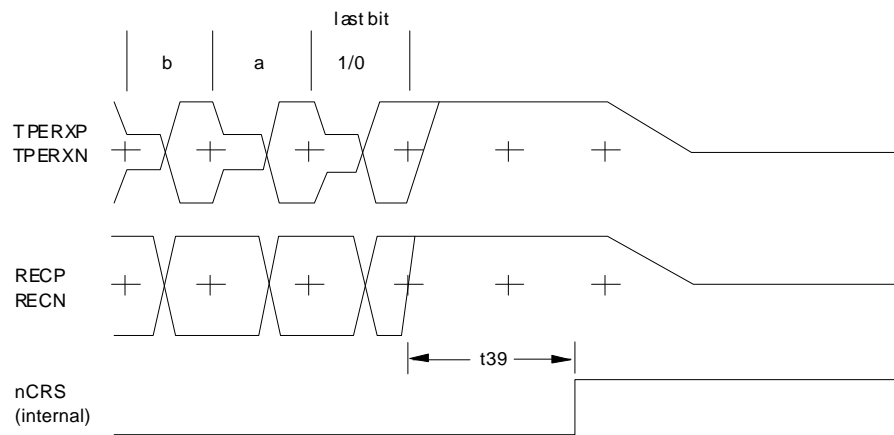 last bit
b
a
1/0
TPERXP
TPERXN
RECP
RECN
t39
nCRS
(internal)